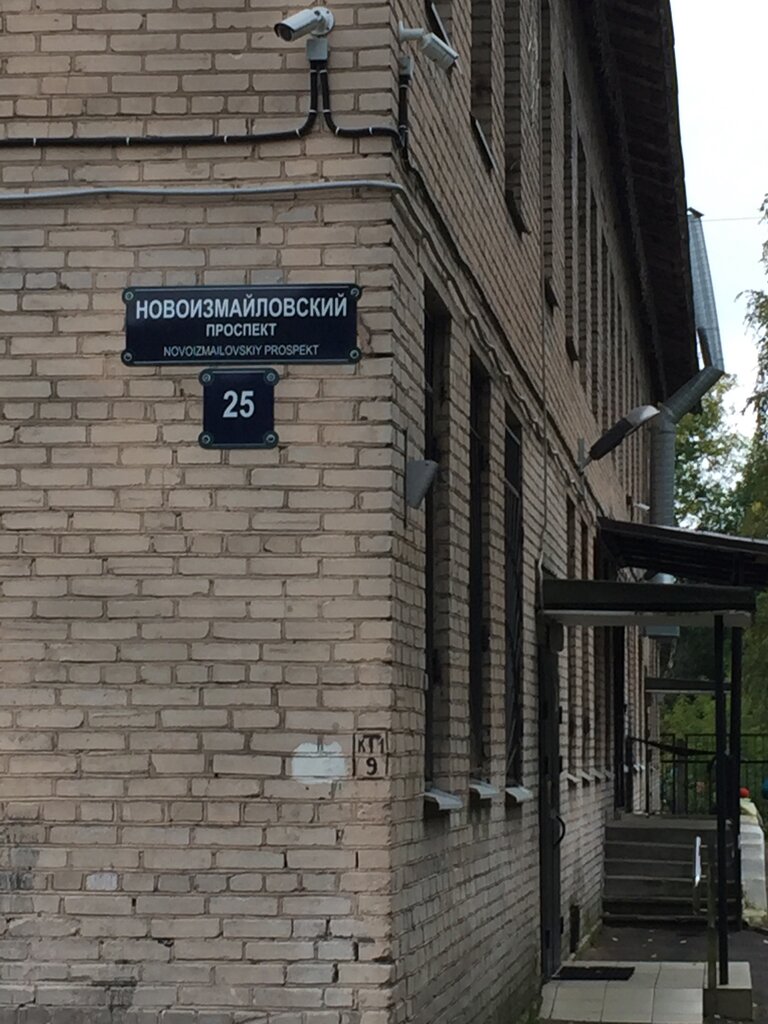 НОВОИЗМАЙЛОВСКИЙ
ПРОСПЕКТ
NOVOIZMAILOVSKIY PROSPEKT
25
КТ1
9